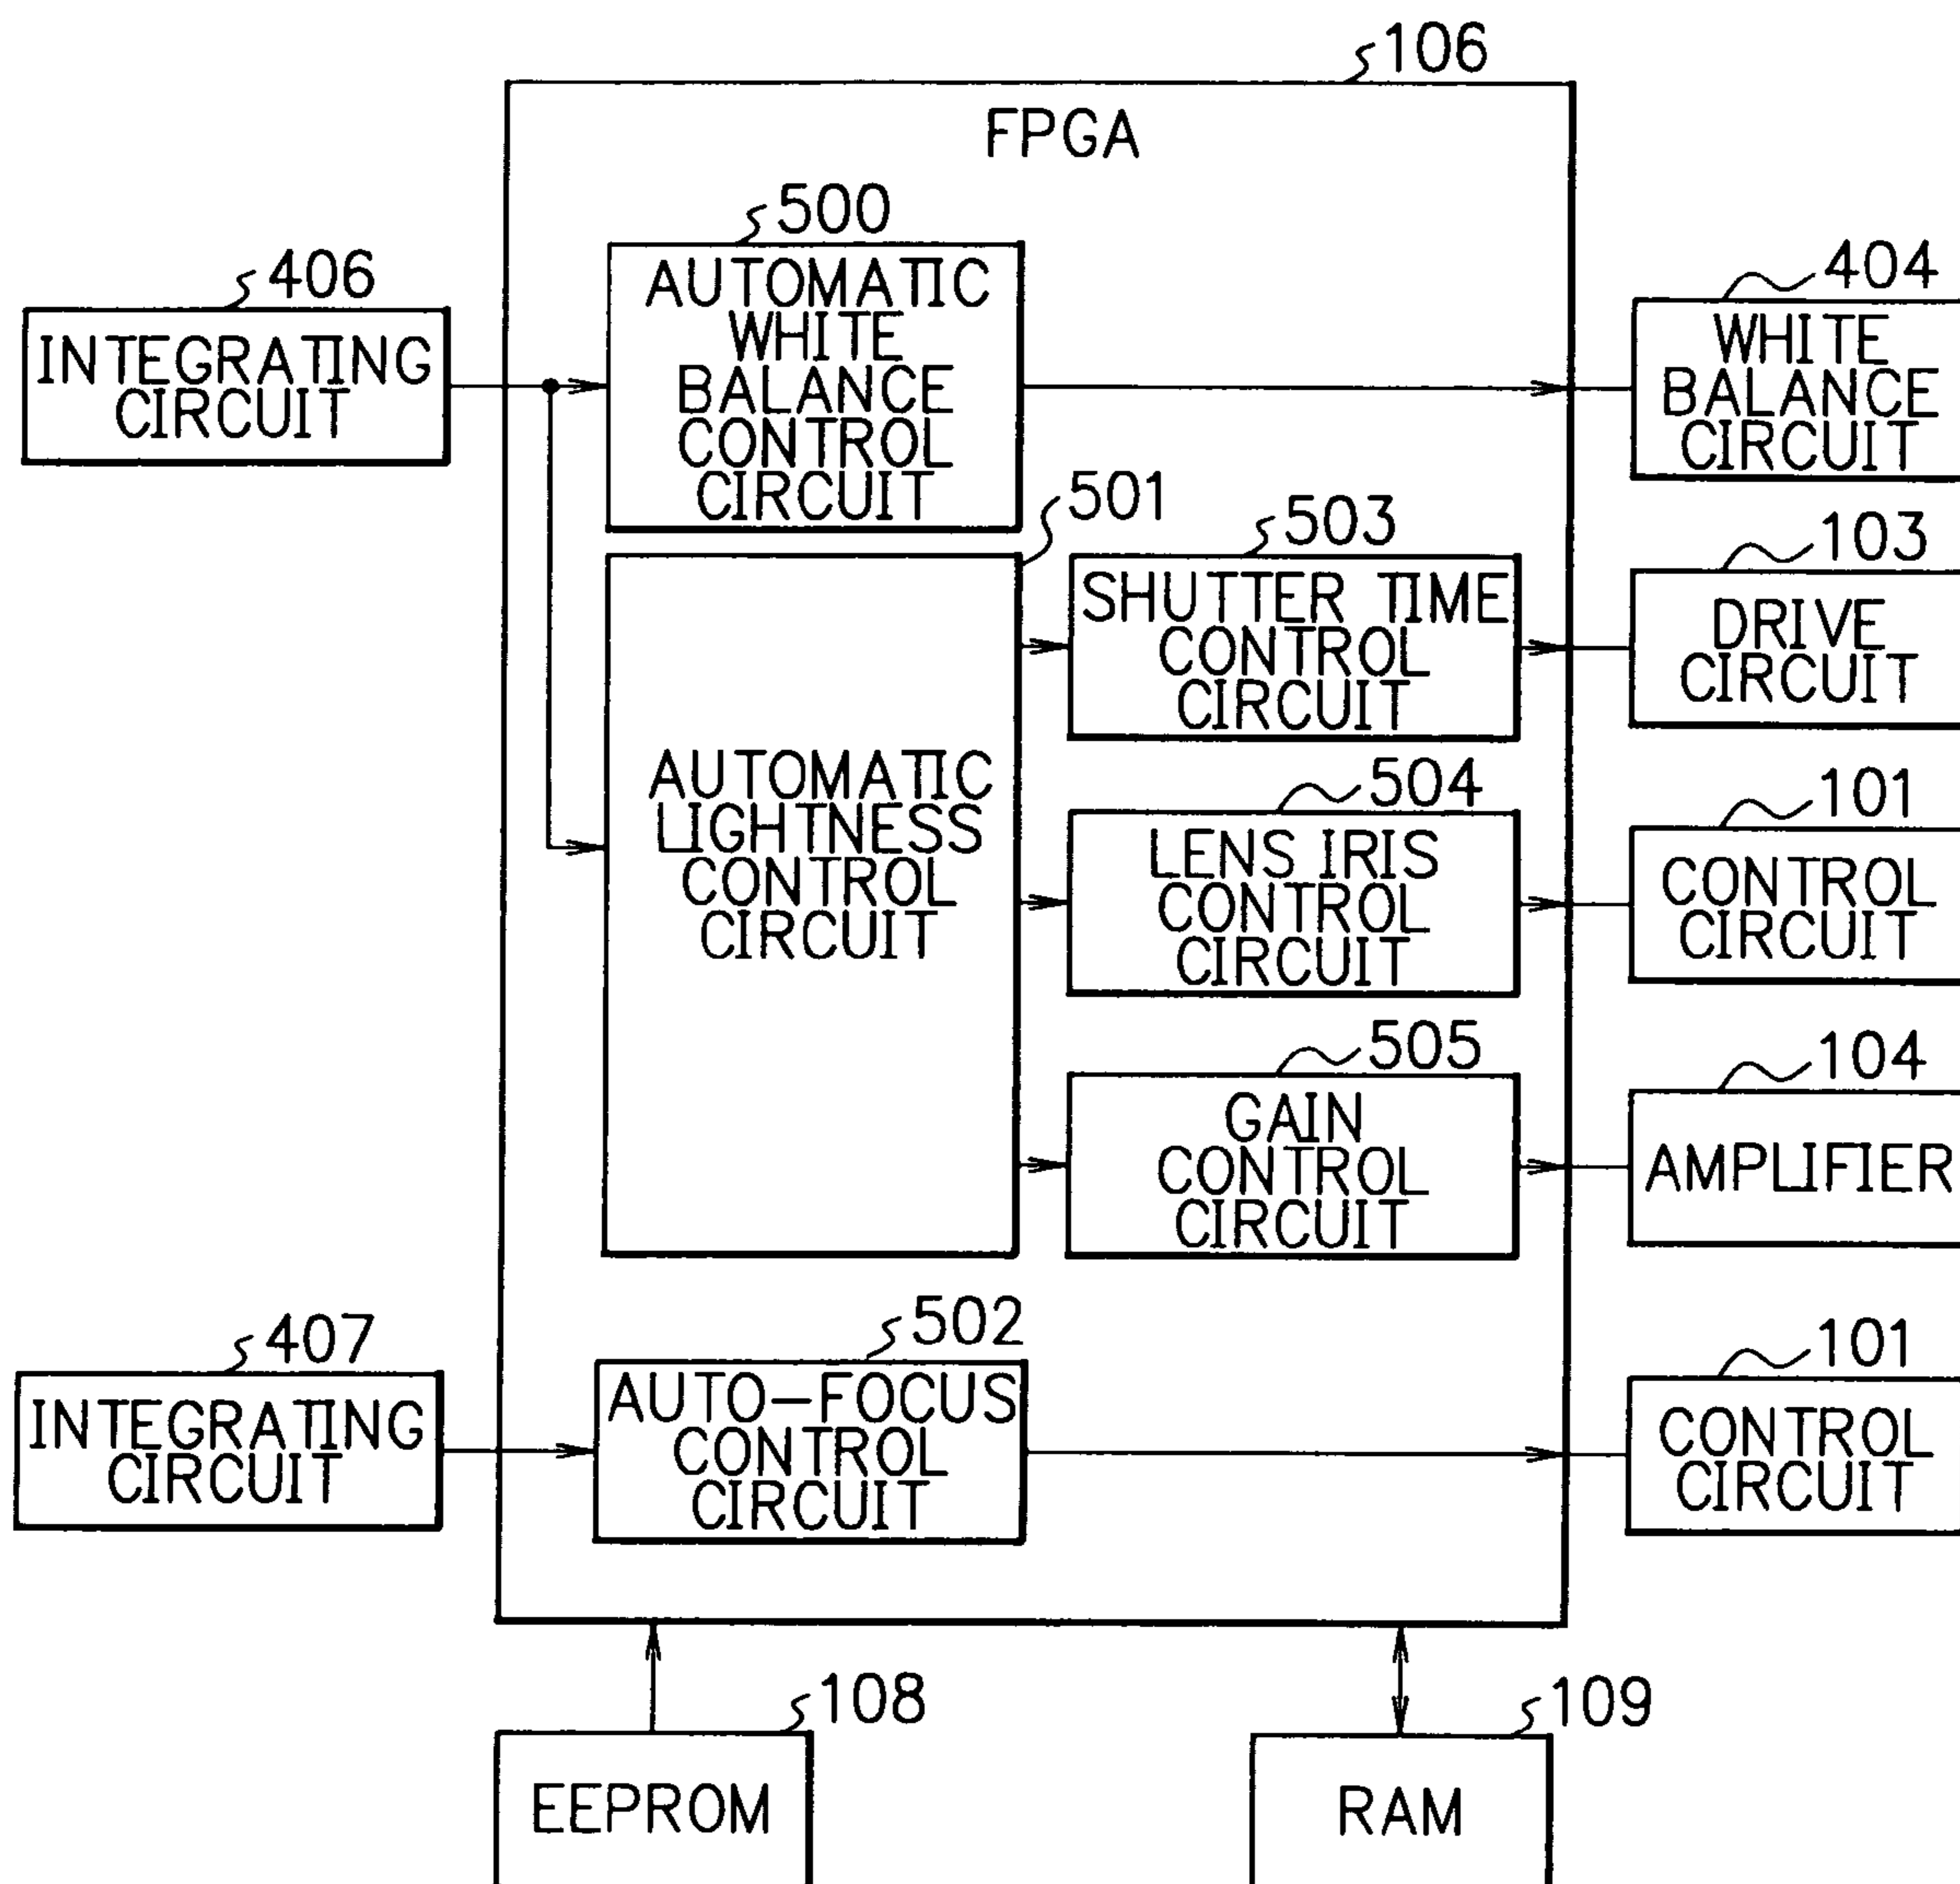 106
FPGA
500
AUTOMATIC
WHITE
BALANCE
CONTROL
CIRCUIT
406
INTEGRATING
CIRCUIT
404
WHITE
BALANCE
CIRCUIT
501
AUTOMATIC
LIGHTNESS
CONTROL
CIRCUIT
503
SHUTTER TIME
CONTROL
CIRCUIT
103
DRIVE
CIRCUIT
504
LENS IRIS
CONTROL
CIRCUIT
101
CONTROL
CIRCUIT
505
GAIN
CONTROL
CIRCUIT
104
AMPLIFIER
407
INTEGRATING
CIRCUIT
502
AUTO-FOCUS
CONTROL
CIRCUIT
101
CONTROL
CIRCUIT
108
EEPROM
109
RAM